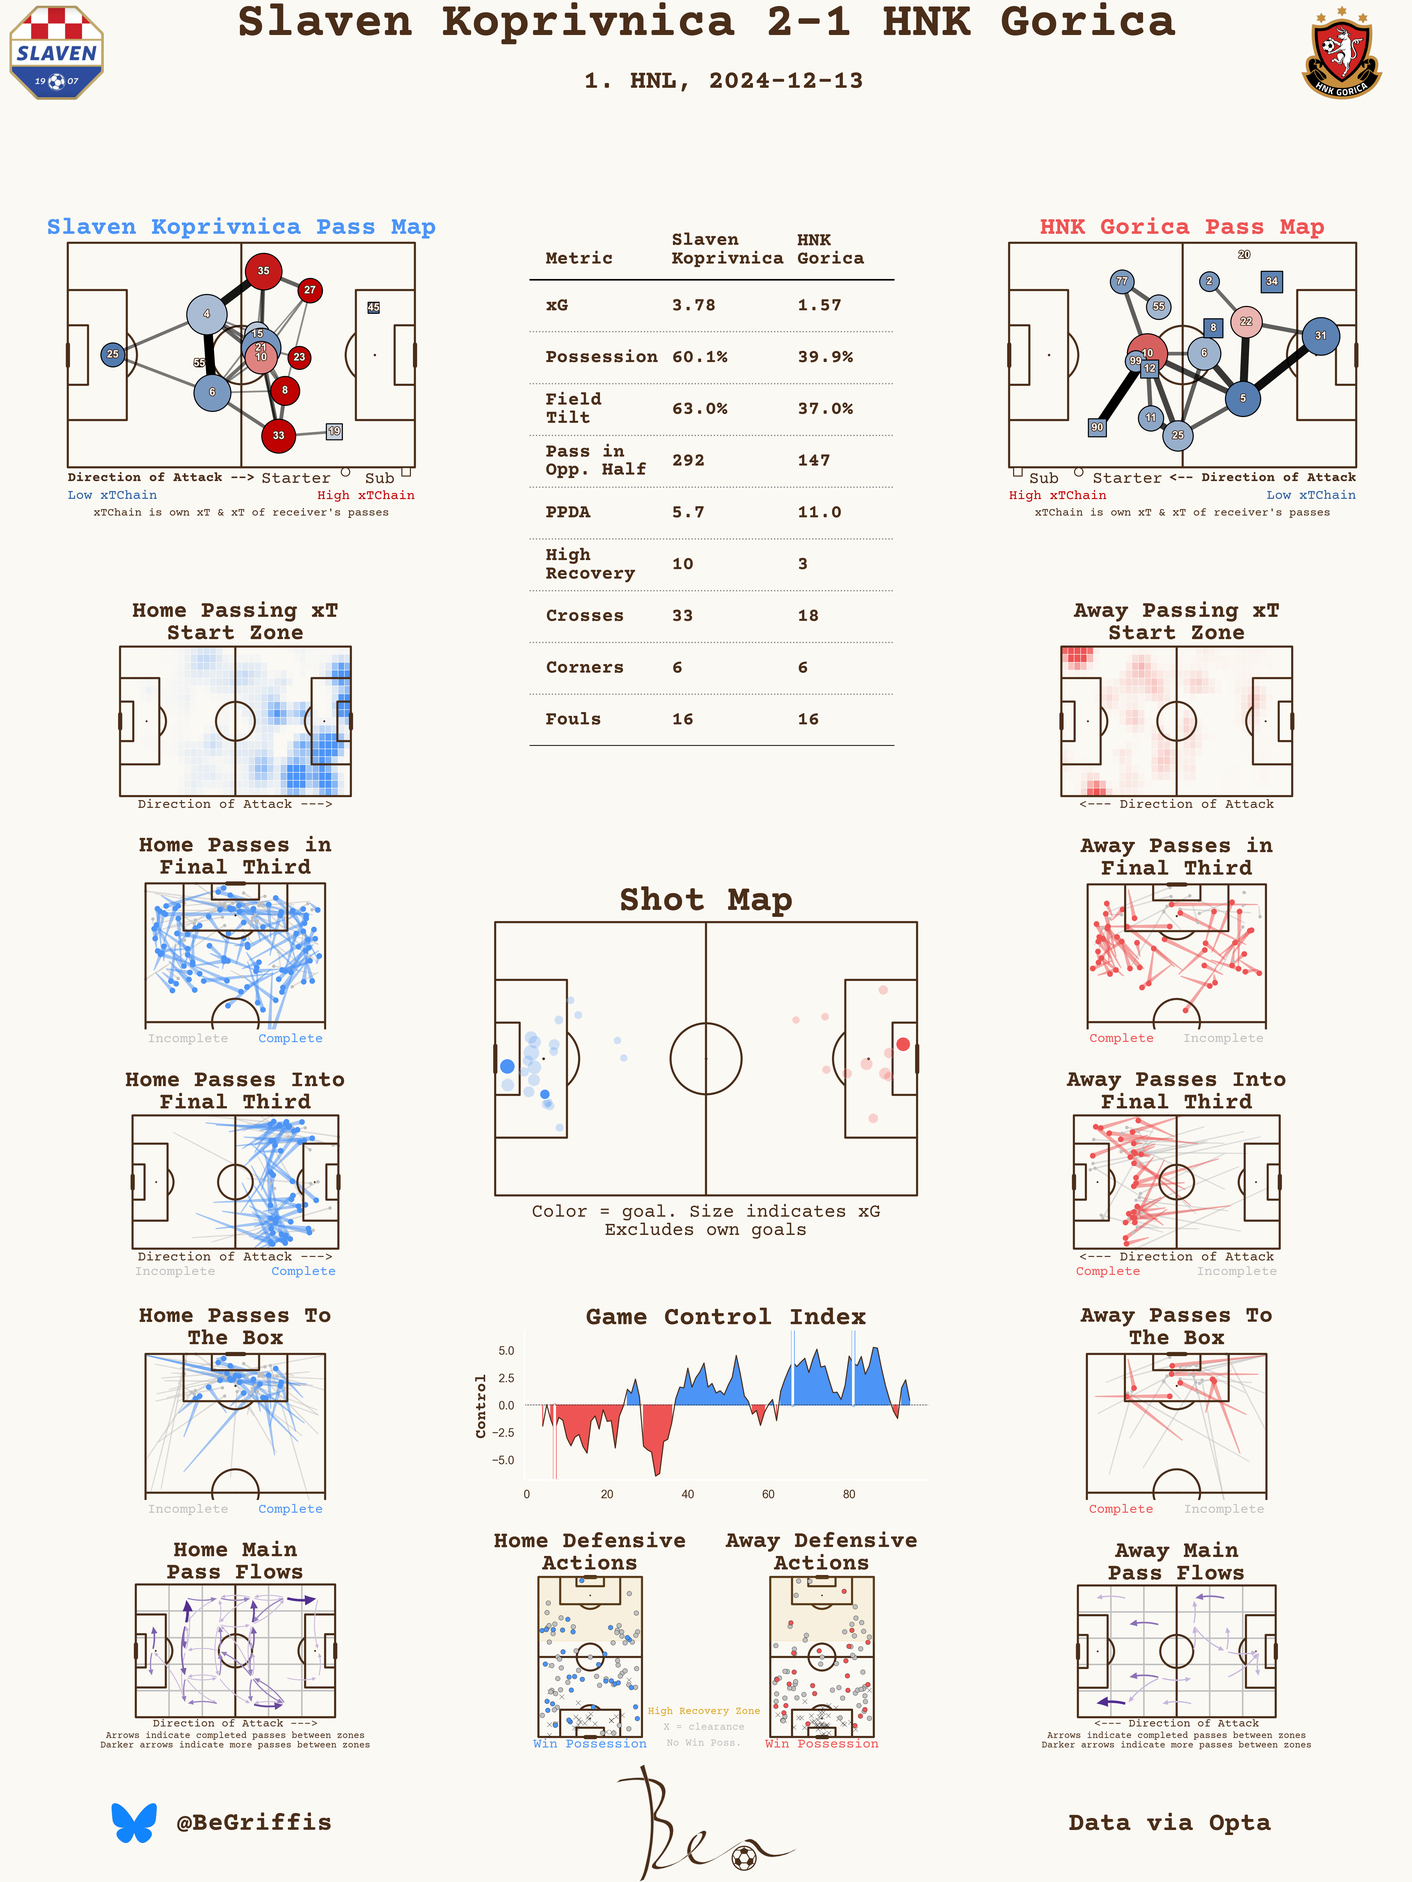 Slaven Koprivnica 2-1 HNK Gorica
1. HNL, 2024-12-13
SLAVEN
19 07
HNK GORICA
Slaven Koprivnica Pass Map
35
27
4
45
15
21
10
25
55
23
6
8
33
19
Direction of Attack --> Starter Sub
Low xTChain High xTChain
xTChain is own xT & xT of receiver's passes
Metric Slaven Koprivnica HNK Gorica
xG 3.78 1.57
Possession 60.1% 39.9%
Field Tilt 63.0% 37.0%
Pass in Opp. Half 292 147
PPDA 5.7 11.0
High Recovery 10 3
Crosses 33 18
Corners 6 6
Fouls 16 16
HNK Gorica Pass Map
20
77
2
34
55
22
8
31
10
6
99
12
5
11
90
25
Sub Starter <-- Direction of Attack
High xTChain Low xTChain
xTChain is own xT & xT of receiver's passes
Home Passing xT
Start Zone
Direction of Attack --->
Away Passing xT
Start Zone
<--- Direction of Attack
Home Passes in
Final Third
Incomplete Complete
Away Passes in
Final Third
Complete Incomplete
Shot Map
Color = goal. Size indicates xG
Excludes own goals
Home Passes Into
Final Third
Direction of Attack --->
Incomplete Complete
Away Passes Into
Final Third
<--- Direction of Attack
Complete Incomplete
Home Passes To
The Box
Incomplete Complete
Game Control Index
Control
5.0
2.5
0.0
−2.5
−5.0
0 20 40 60 80
Away Passes To
The Box
Complete Incomplete
Home Main
Pass Flows
Direction of Attack --->
Arrows indicate completed passes between zones
Darker arrows indicate more passes between zones
Home Defensive
Actions
Win Possession
High Recovery Zone
X = clearance
No Win Poss.
Away Defensive
Actions
Win Possession
Away Main
Pass Flows
<--- Direction of Attack
Arrows indicate completed passes between zones
Darker arrows indicate more passes between zones
@BeGriffis
Ben
Data via Opta